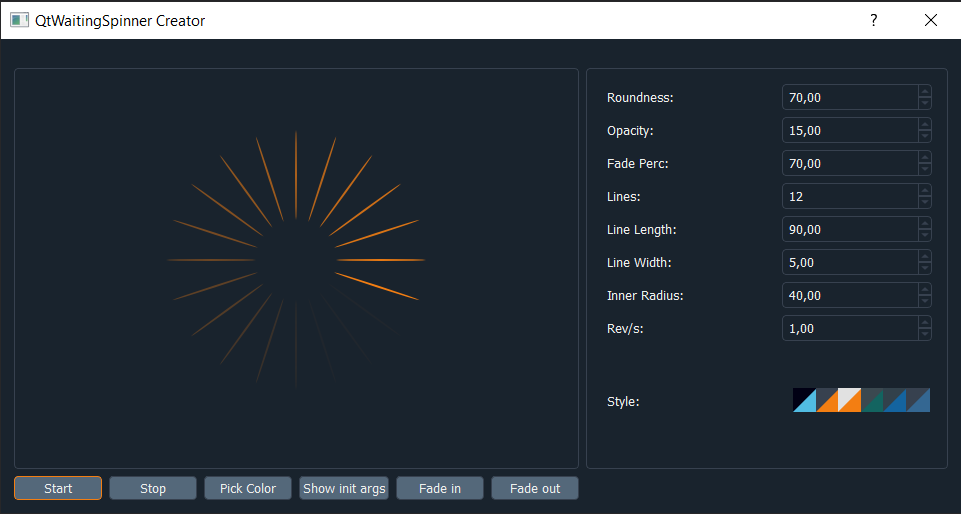 QtWaitingSpinner Creator ?
Roundness: 70,00
Opacity: 15,00
Fade Perc: 70,00
Lines: 12
Line Length: 90,00
Line Width: 5,00
Inner Radius: 40,00
Rev/s: 1,00
Style:
Start Stop Pick Color Show init args Fade in Fade out